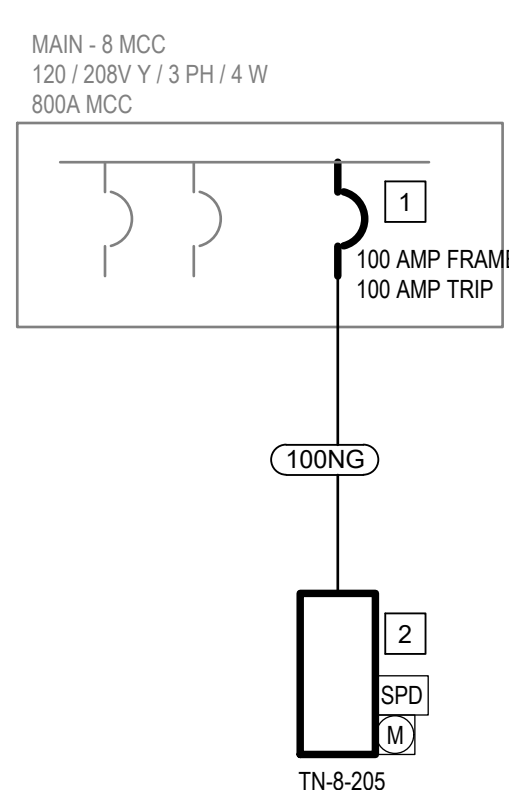 MAIN - 8 MCC
120 / 208V Y / 3 PH / 4 W
800A MCC
1
100 AMP FRAME
100 AMP TRIP
100NG
2
SPD
M
TN-8-205